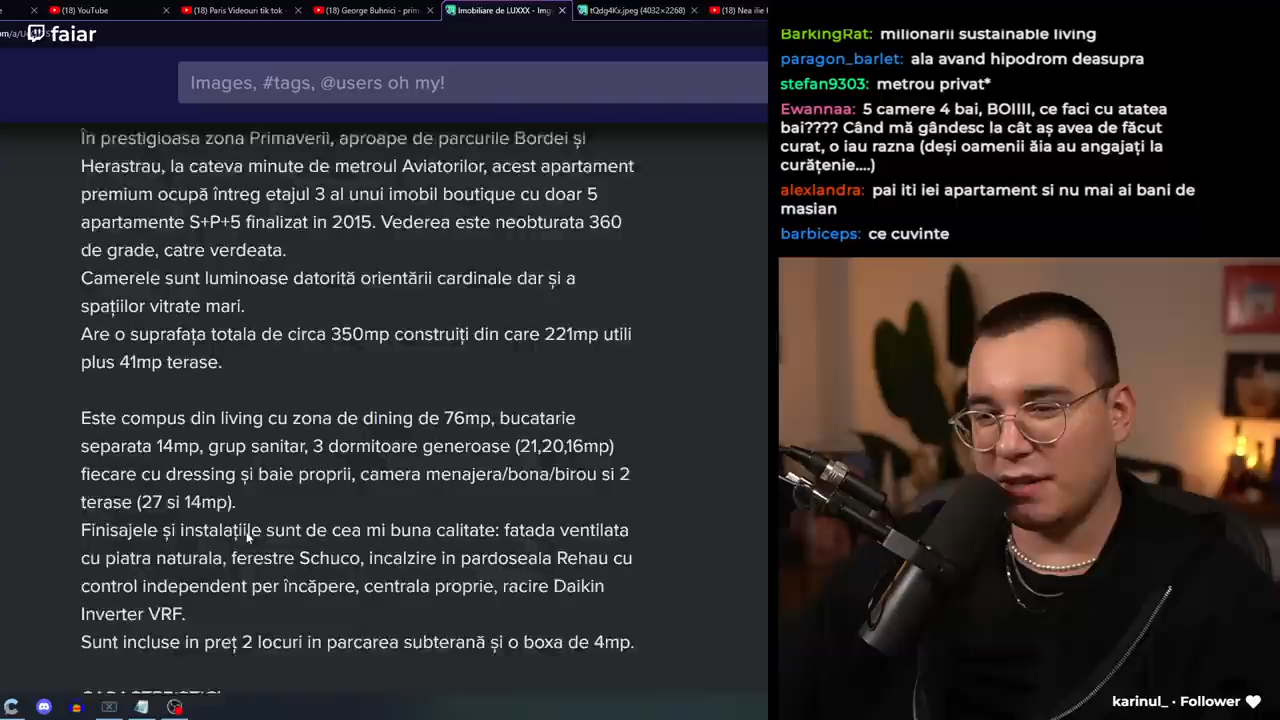 (18) YouTube
(18) Paris Videouri tik tok
(18) George Buhnici - prim
Imobiliare de LUXXX - Img
tQdg4Kx.jpeg (4032×2268)
(18) Nea ilie
faiar
Images, #tags, @users oh my!
În prestigioasa zona Primaverii, aproape de parcurile Bordei și
Herastrau, la cateva minute de metroul Aviatorilor, acest apartament
premium ocupă întreg etajul 3 al unui imobil boutique cu doar 5
apartamente S+P+5 finalizat in 2015. Vederea este neobturata 360
de grade, catre verdeata.
Camerele sunt luminoase datorită orientării cardinale dar și a
spațiilor vitrate mari.
Are o suprafața totala de circa 350mp construiți din care 221mp utili
plus 41mp terase.
Este compus din living cu zona de dining de 76mp, bucatarie
separata 14mp, grup sanitar, 3 dormitoare generoase (21,20,16mp)
fiecare cu dressing și baie proprii, camera menajera/bona/birou si 2
terase (27 si 14mp).
Finisajele și instalațiile sunt de cea mi buna calitate: fatada ventilata
cu piatra naturala, ferestre Schuco, incalzire in pardoseala Rehau cu
control independent per încăpere, centrala proprie, racire Daikin
Inverter VRF.
Sunt incluse in preț 2 locuri in parcarea subterană și o boxa de 4mp.
BarkingRat: milionarii sustainable living
paragon_barlet: ala avand hipodrom deasupra
stefan9303: metrou privat*
Ewannaa: 5 camere 4 bai, BOIIII, ce faci cu atatea
bai???? Când mă gândesc la cât aș avea de făcut
curat, o iau razna (deși oamenii ăia au angajați la
curățenie....)
alexlandra: pai iti iei apartament si nu mai ai bani de
masian
barbiceps: ce cuvinte
karinul_ · Follower